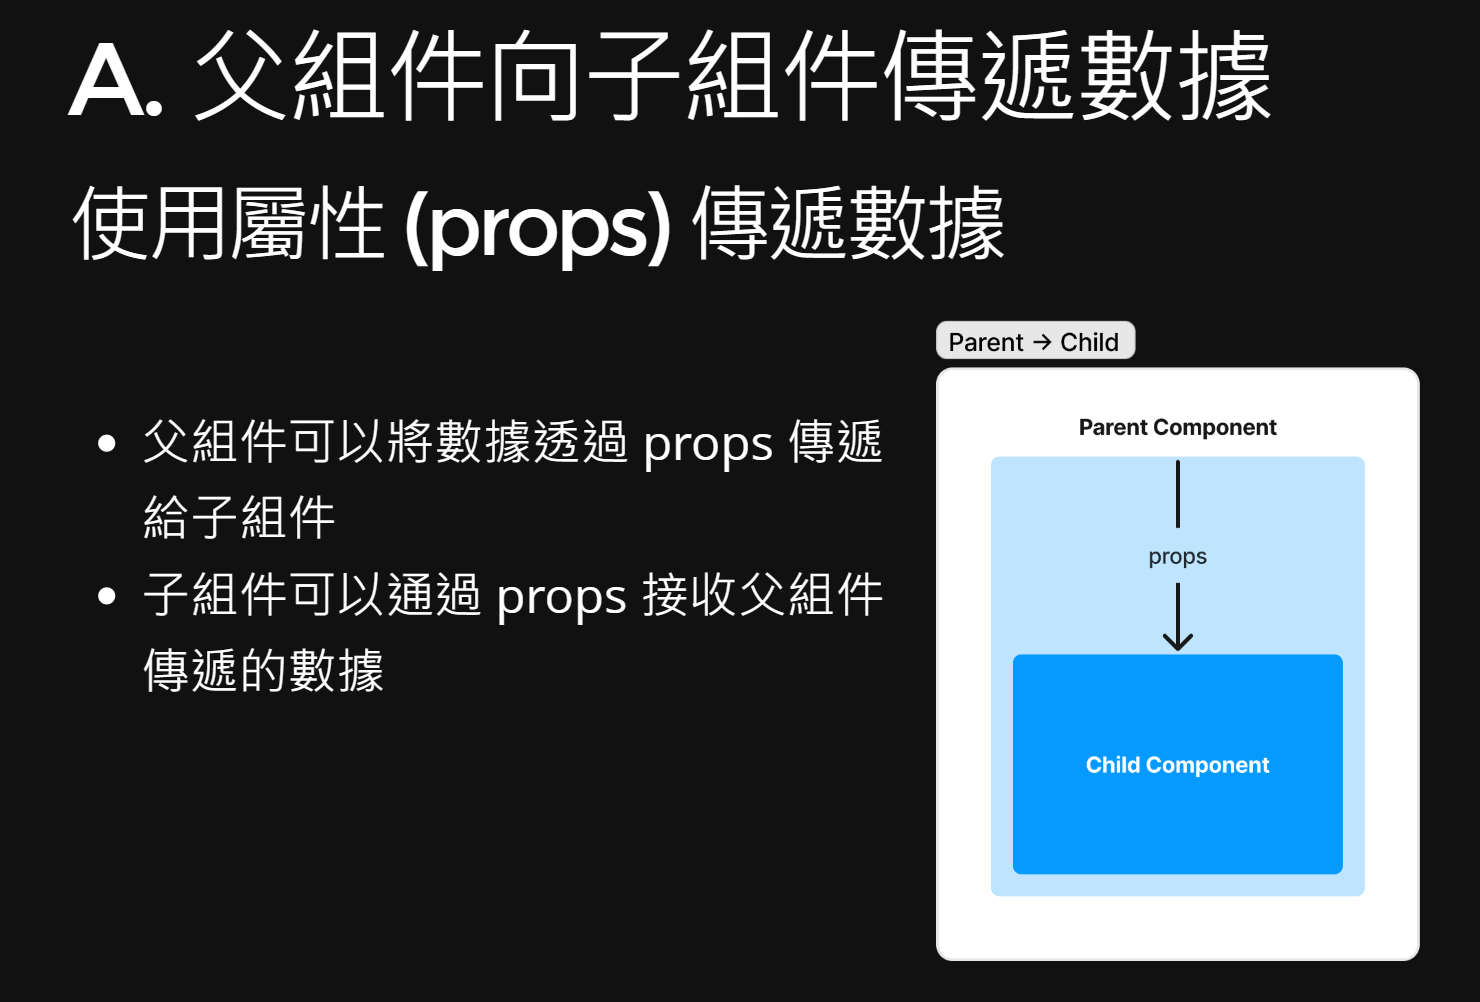 A. 父組件向子組件傳遞數據
使用屬性 (props) 傳遞數據
• 父組件可以將數據透過 props 傳遞
給子組件
• 子組件可以通過 props 接收父組件
傳遞的數據
Parent → Child
Parent Component
props
Child Component